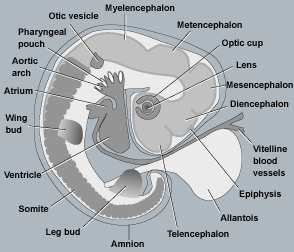 Myelencephalon
Otic vesicle
Metencephalon
Pharyngeal
pouch
Optic cup
Aortic
arch
Lens
Atrium
Mesencephalon
Diencephalon
Wing
bud
Vitelline
blood
vessels
Ventricle
Epiphysis
Somite
Allantois
Leg bud
Telencephalon
Amnion